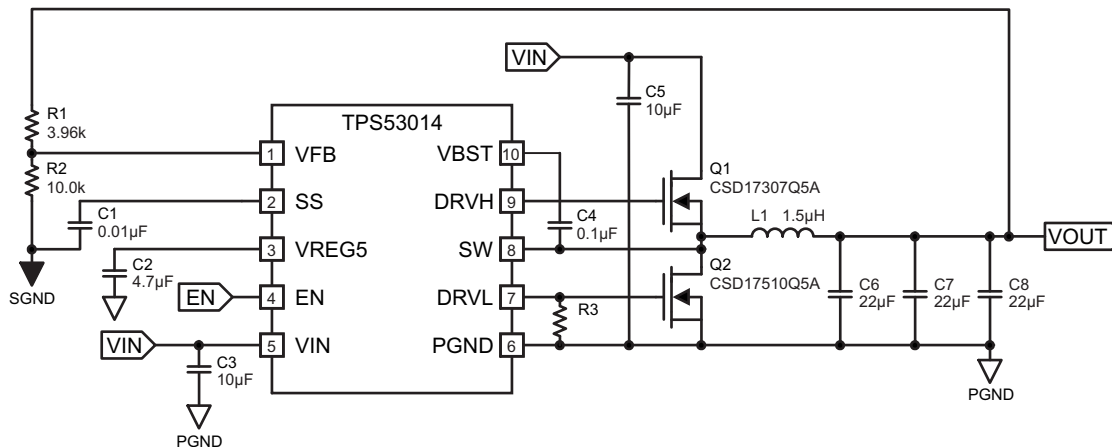 VIN
C5
10µF
R1
3.96k
TPS53014
R2
10.0k
1
VFB
VBST
10
Q1
CSD17307Q5A
2
SS
DRVH
9
C1
0.01µF
C4
0.1µF
L1 1.5µH
3
VREG5
SW
8
VOUT
C2
4.7µF
Q2
CSD17510Q5A
SGND
EN
4
EN
DRVL
7
R3
C6
22µF
C7
22µF
C8
22µF
VIN
5
VIN
PGND
6
C3
10µF
PGND
PGND